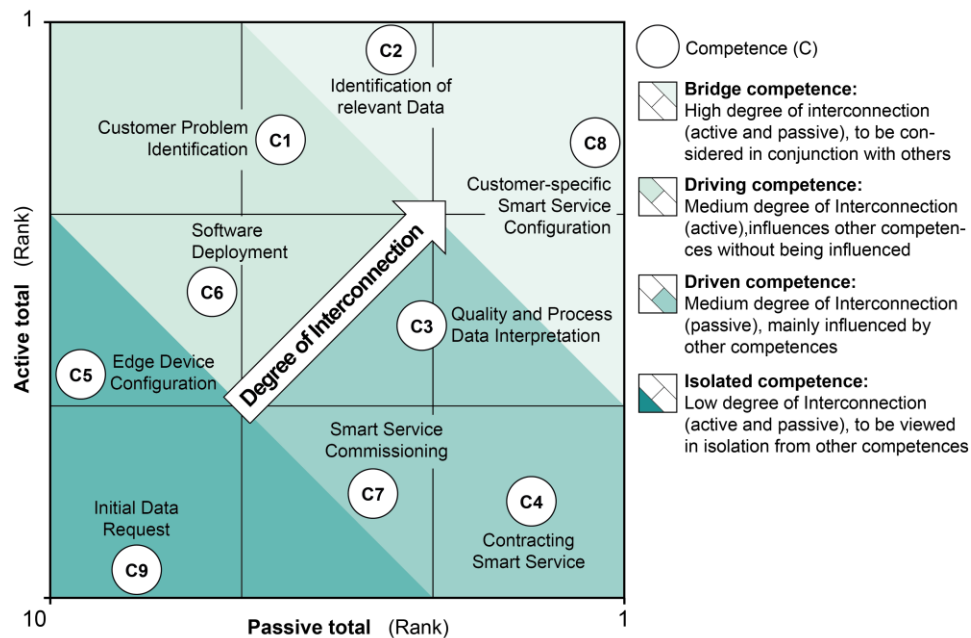 1
Active total (Rank)
10
Passive total (Rank)
1
C2
Identification of
relevant Data
Customer Problem
Identification
C1
C8
Customer-specific
Smart Service
Configuration
Software
Deployment
C6
Degree of Interconnection
C3
Quality and Process
Data Interpretation
C5
Edge Device
Configuration
Smart Service
Commissioning
C7
C4
Contracting
Smart Service
Initial Data
Request
C9
Competence (C)
Bridge competence:
High degree of interconnection
(active and passive), to be con-
sidered in conjunction with others
Driving competence:
Medium degree of Interconnection
(active),influences other competen-
ces without being influenced
Driven competence:
Medium degree of Interconnection
(passive), mainly influenced by
other competences
Isolated competence:
Low degree of Interconnection
(active and passive), to be viewed
in isolation from other competences